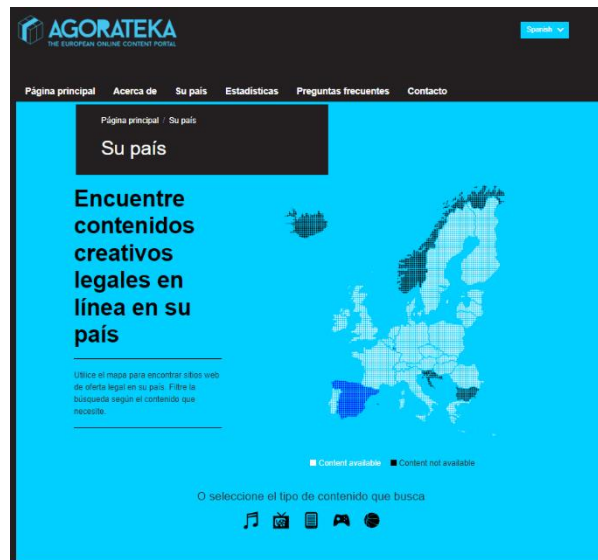 AGORATEKA
THE EUROPEAN ONLINE CONTENT PORTAL
Spanish
Página principal Acerca de Su país Estadísticas Preguntas frecuentes Contacto
Página principal / Su país
Su país
Encuentre
contenidos
creativos
legales en
línea en su
país
Utilice el mapa para encontrar sitios web
de oferta legal en su país. Filtre la
búsqueda según el contenido que
necesite.
Content available Content not available
O seleccione el tipo de contenido que busca